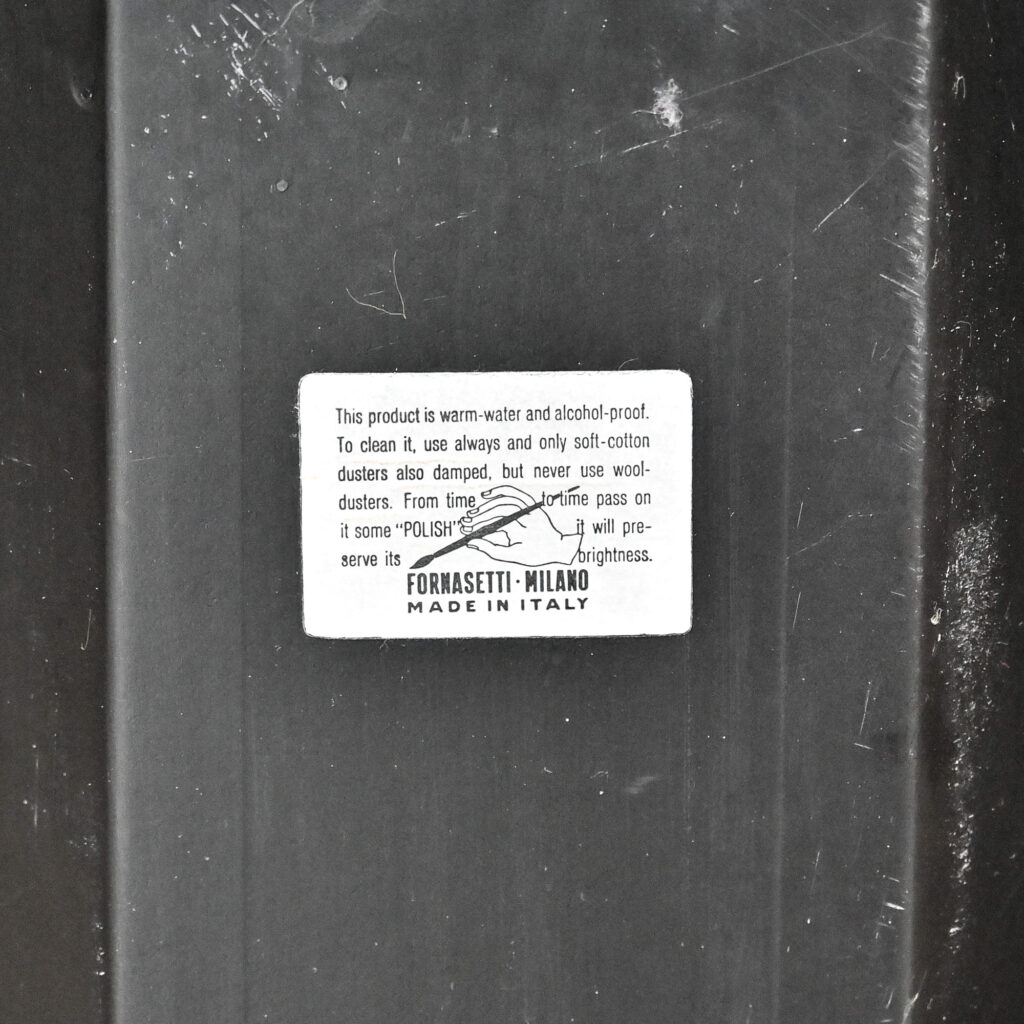 This product is warm-water and alcohol-proof.
To clean it, use always and only soft-cotton
dusters also damped, but never use wool-
dusters. From time to time pass on
it some “POLISH” it will pre-
serve its brightness.
FORNASETTI · MILANO
MADE IN ITALY